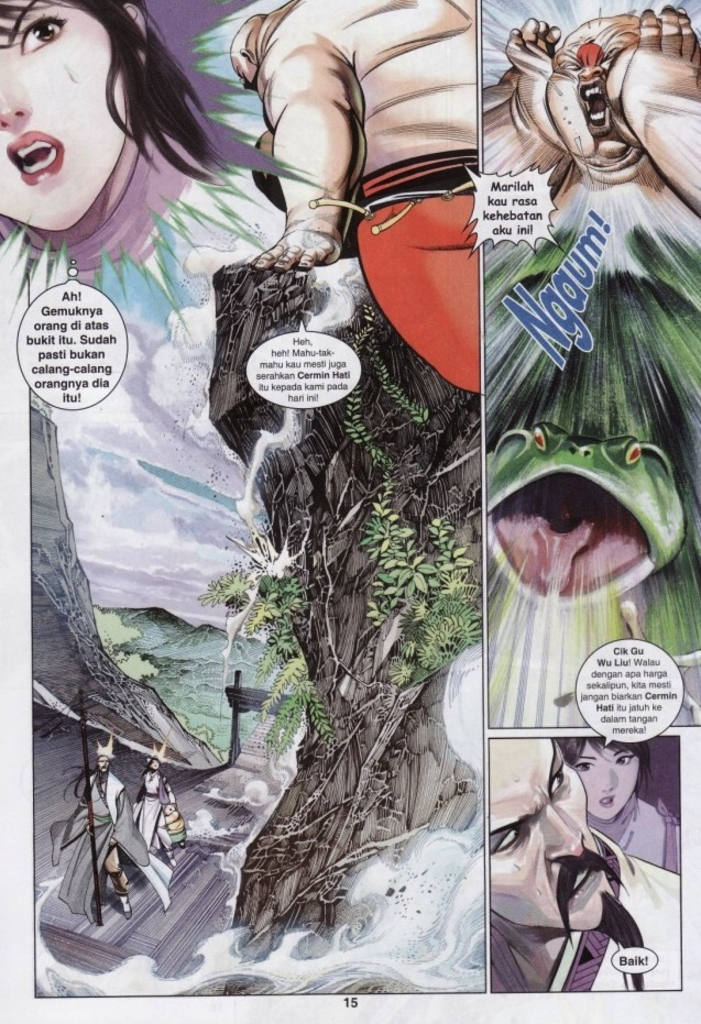 Ah!
Gemuknya
orang di atas
bukit itu. Sudah
pasti bukan
calang-calang
orangnya dia
itu!
Heh,
heh! Mahu-tak-
mahu kau mesti juga
serahkan Cermin Hati
itu kepada kami pada
hari ini!
Marilah
kau rasa
kehebatan
aku ini!
Ngaum!
Cik Gu
Wu Liu! Walau
dengan apa harga
sekalipun, kita mesti
jangan biarkan Cermin
Hati itu jatuh ke
dalam tangan
mereka!
Baik!
15